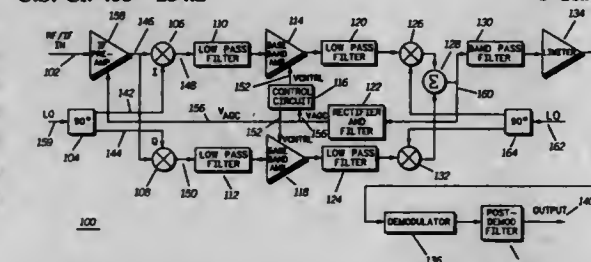 158
146
106
110
114
120
126
130
134
RF/IF
IN
IF
PRE-
AMP
LOW PASS
FILTER
BASE
BAND
AMP
LOW PASS
FILTER
128
BAND PASS
FILTER
LIMITER
102
I
148
152
VCONTRL
116
122
Σ
160
142
CONTROL
CIRCUIT
156
VAGC
VAGC
RECTIFIER
AND
FILTER
LO
90°
152
156
90°
LO
159
104
144
Q
VCONTRL
164
162
LOW PASS
FILTER
BASE
BAND
AMP
LOW PASS
FILTER
108
150
112
118
124
132
100
DEMODULATOR
POST-
DEMOD
FILTER
OUTPUT
140
136